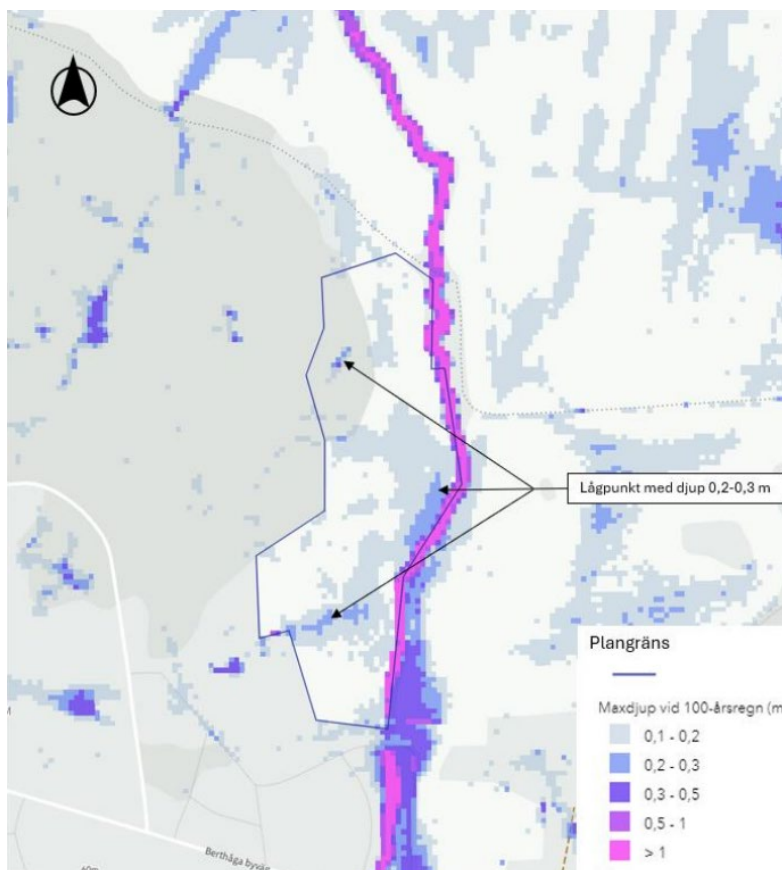 Lågpunkt med djup 0,2-0,3 m
Plangräns
Maxdjup vid 100-årsregn (m
0,1 - 0,2
0,2 - 0,3
0,3 - 0,5
0,5 - 1
> 1
Berthåga byväg
M